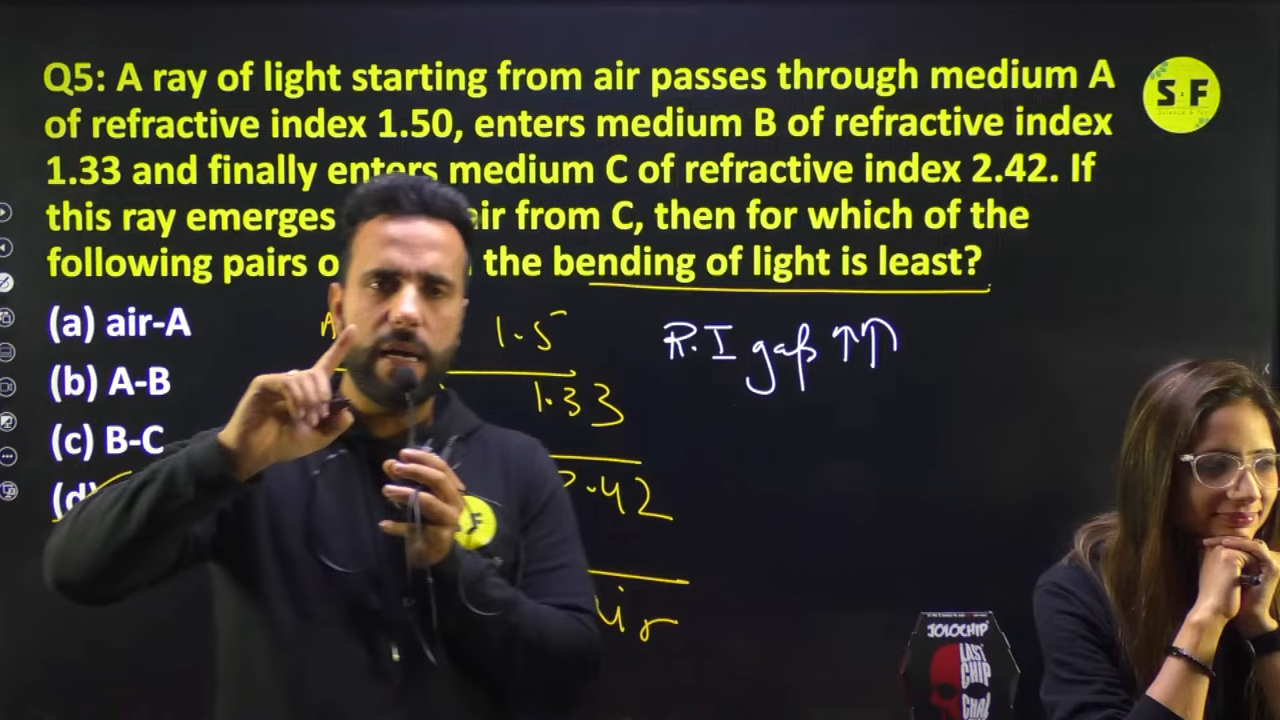 Q5: A ray of light starting from air passes through medium A
of refractive index 1.50, enters medium B of refractive index
1.33 and finally enters medium C of refractive index 2.42. If
this ray emerges air from C, then for which of the
following pairs the bending of light is least?
(a) air-A
(b) A-B
(c) B-C
(d)
1.5
1.33
2.42
air
R.I gap ↑↑
S F
F
JOLOCHIP
LAST
CHIP